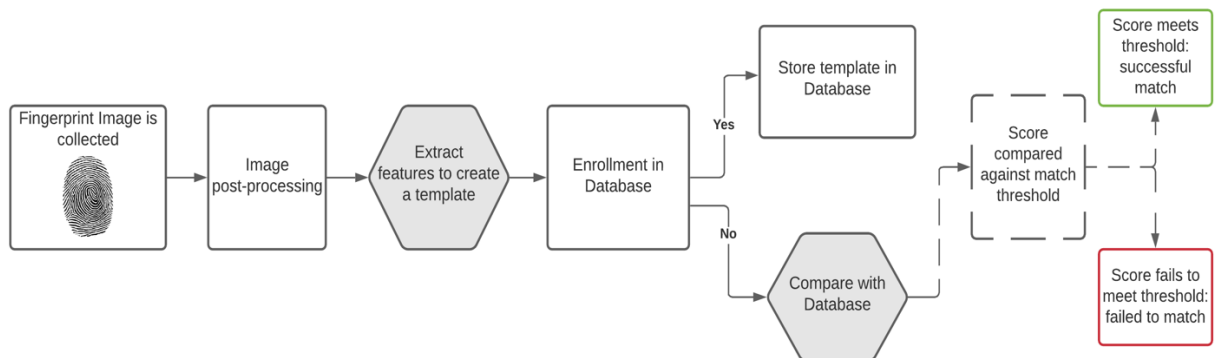 Fingerprint Image is
collected
Image
post-processing
Extract
features to create
a template
Enrollment in
Database
Yes
No
Store template in
Database
Compare with
Database
Score
compared
against match
threshold
Score meets
threshold:
successful
match
Score fails to
meet threshold:
failed to match